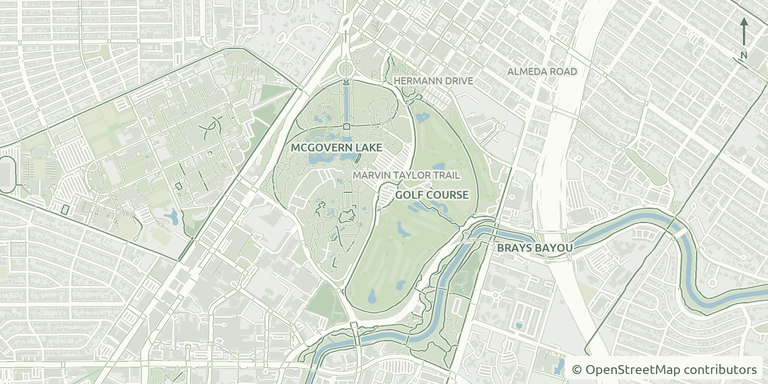 N
ALMEDA ROAD
HERMANN DRIVE
MCGOVERN LAKE
MARVIN TAYLOR TRAIL
GOLF COURSE
BRAYS BAYOU
© OpenStreetMap contributors